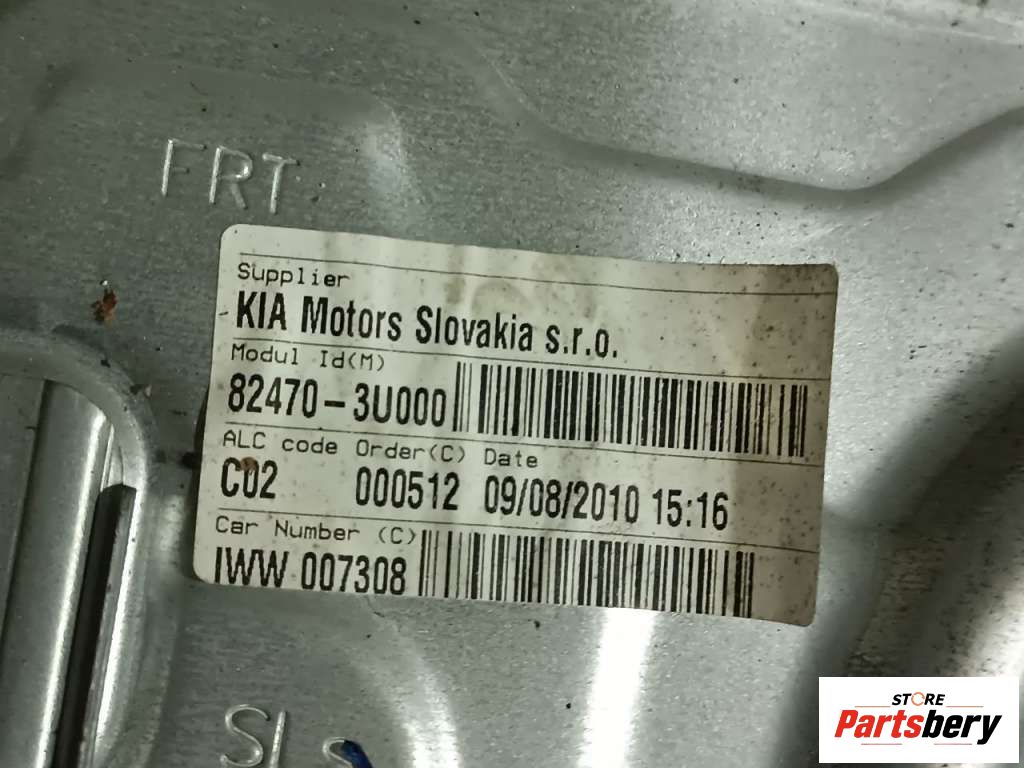 FRT
Supplier
KIA Motors Slovakia s.r.o.
Modul Id(M)
82470-3U000
ALC code Order(C) Date
C02 000512 09/08/2010 15:16
Car Number (C)
IWW 007308
SLs
STORE
Partsbery